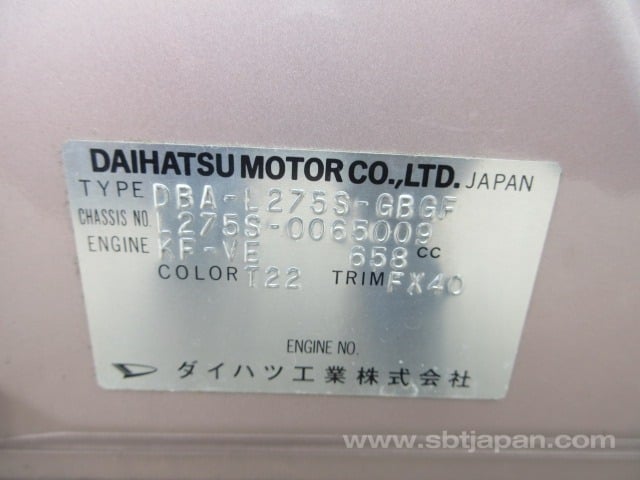 DAIHATSU MOTOR CO.,LTD. JAPAN
TYPE DBA-L275S-GBGF
CHASSIS NO. L275S-0065009
ENGINE KF-VE 658 CC
COLOR T22 TRIM FX40
ENGINE NO.
ダイハツ工業株式会社
www.sbtjapan.com